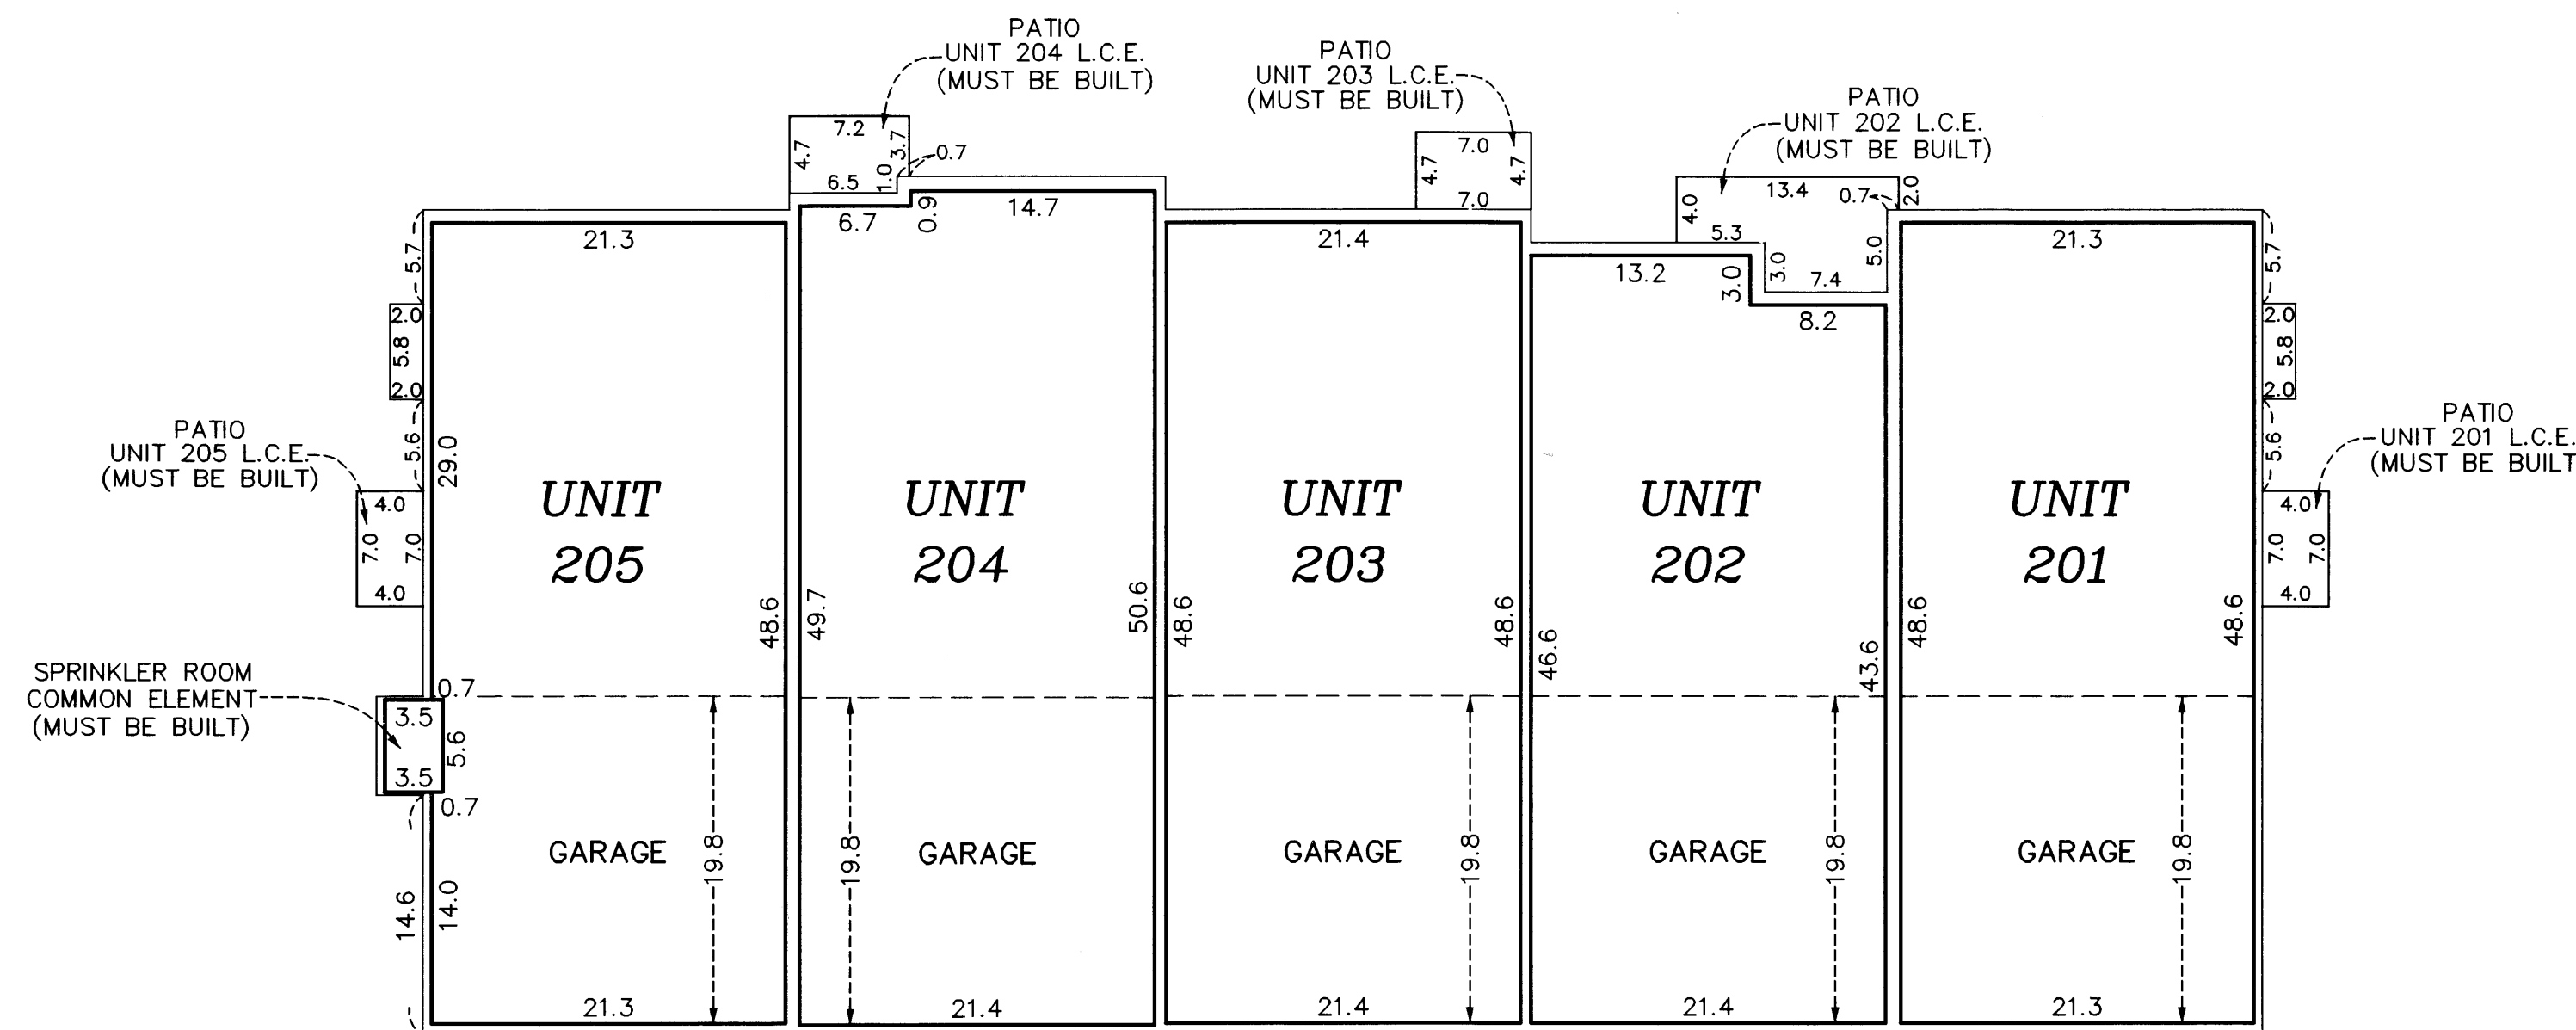 PATIO
UNIT 204 L.C.E.
(MUST BE BUILT)
PATIO
UNIT 203 L.C.E.
(MUST BE BUILT)
PATIO
UNIT 202 L.C.E.
(MUST BE BUILT)
7.2
4.7
3.7
0.7
6.5
1.0
7.0
4.7
4.7
7.0
13.4
0.7
2.0
4.0
5.3
3.0
7.4
5.0
5.7
21.3
6.7
0.9
14.7
21.4
13.2
3.0
8.2
21.3
5.7
2.0
5.8
2.0
2.0
5.8
2.0
PATIO
UNIT 205 L.C.E.
(MUST BE BUILT)
5.6
29.0
5.6
PATIO
UNIT 201 L.C.E.
(MUST BE BUILT
4.0
7.0
7.0
4.0
UNIT
205
UNIT
204
UNIT
203
UNIT
202
UNIT
201
4.0
7.0
7.0
4.0
48.6
49.7
50.6
48.6
48.6
46.6
43.6
48.6
48.6
SPRINKLER ROOM
COMMON ELEMENT
(MUST BE BUILT)
0.7
3.5
5.6
3.5
0.7
14.6
14.0
GARAGE
19.8
19.8
GARAGE
GARAGE
19.8
GARAGE
19.8
GARAGE
19.8
21.3
21.4
21.4
21.4
21.3